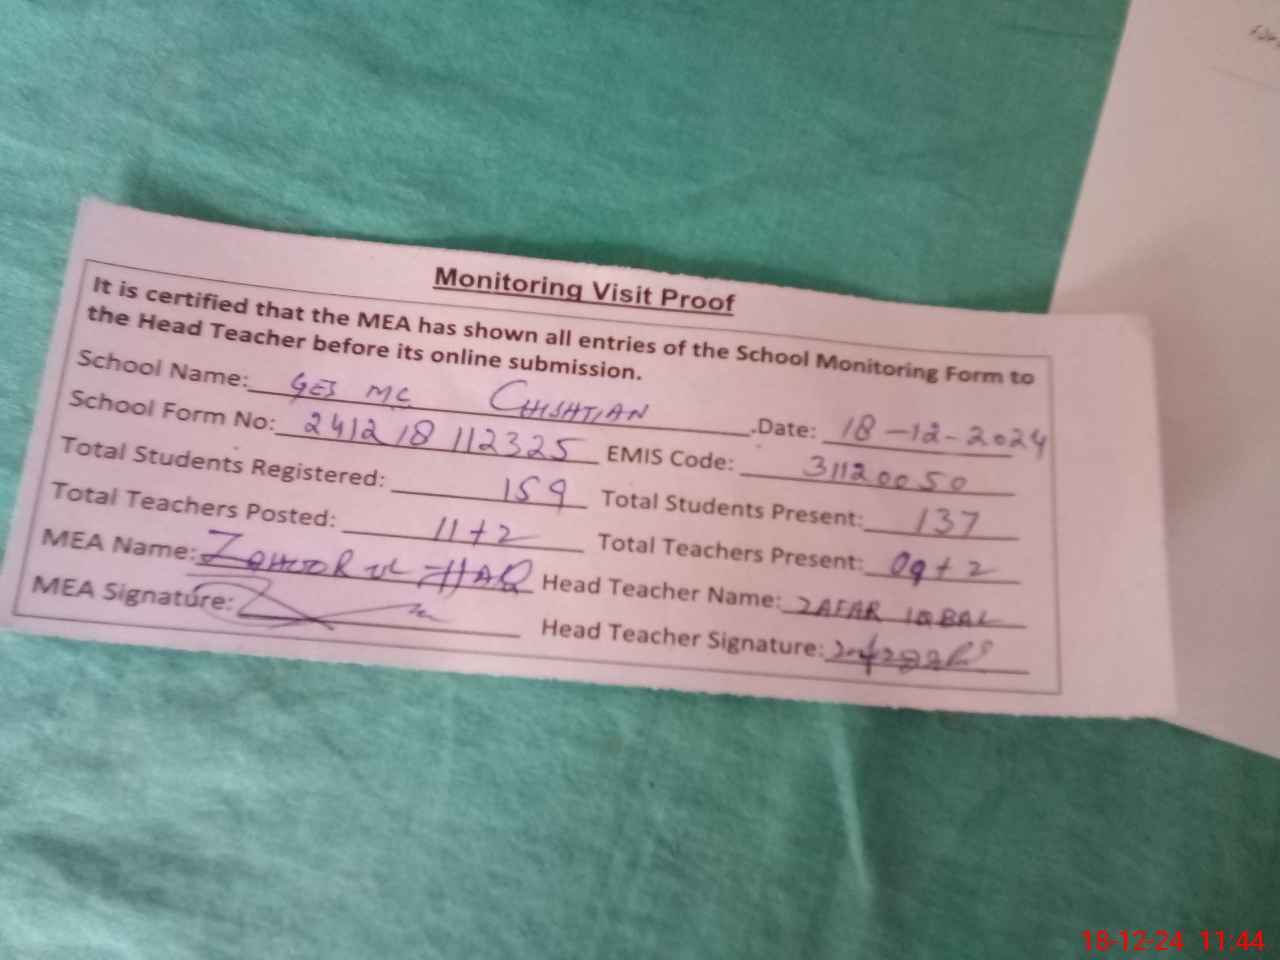 Monitoring Visit Proof
It is certified that the MEA has shown all entries of the School Monitoring Form to
the Head Teacher before its online submission.
School Name: GES MC CHISHTIAN .Date: 18-12-2024
School Form No: 241218112325 EMIS Code: 31120050
Total Students Registered: 159 Total Students Present: 137
Total Teachers Posted: 11+2 Total Teachers Present: 09+2
MEA Name: ZAHOOR UL HAQ Head Teacher Name: ZAFAR IQBAL
MEA Signature: Head Teacher Signature:
18-12-24 11:44